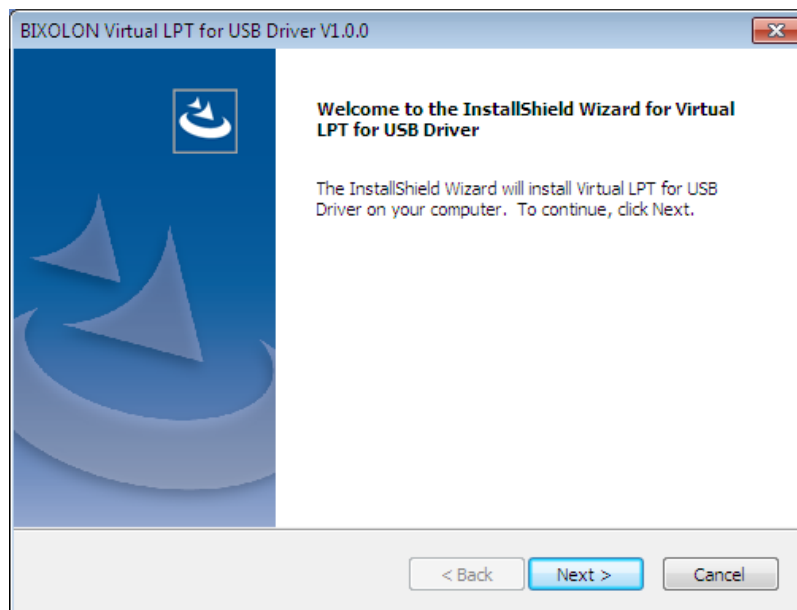 BIXOLON Virtual LPT for USB Driver V1.0.0
Welcome to the InstallShield Wizard for Virtual
LPT for USB Driver
The InstallShield Wizard will install Virtual LPT for USB
Driver on your computer.  To continue, click Next.
< Back
Next >
Cancel